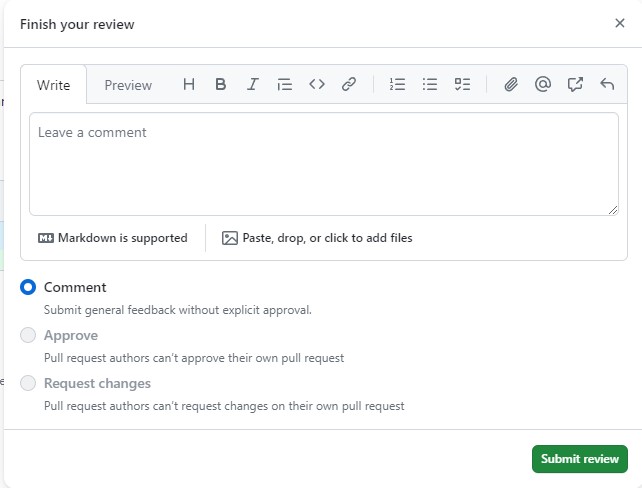 Finish your review
Write Preview H B I
Leave a comment
Markdown is supported Paste, drop, or click to add files
Comment
Submit general feedback without explicit approval.
Approve
Pull request authors can’t approve their own pull request
Request changes
Pull request authors can’t request changes on their own pull request
Submit review